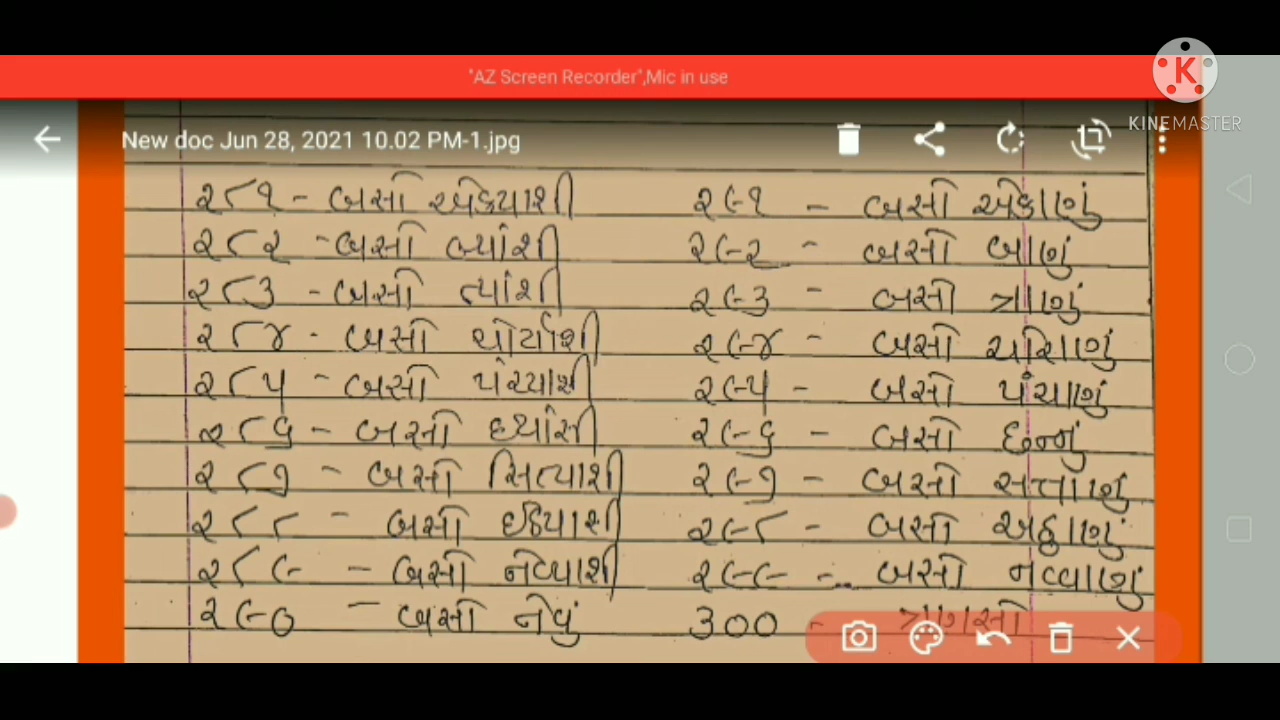 "AZ Screen Recorder",Mic in use
KINEMASTER
New doc Jun 28, 2021 10.02 PM-1.jpg
૨૮૧ - બસો એક્યાશી ૨૯૧ - બસો એકાણું
૨૮૨ - બસો બ્યાંશી ૨૯૨ - બસો બાણું
૨૮૩ - બસો ત્યાંશી ૨૯૩ - બસો ત્રાણું
૨૮૪ - બસો ચોર્યાશી ૨૯૪ - બસો ચોરાણું
૨૮૫ - બસો પંચ્યાશી ૨૯૫ - બસો પંચાણું
૨૮૬ - બસો છ્યાંસી ૨૯૬ - બસો છન્નું
૨૮૭ - બસો સિત્યાશી ૨૯૭ - બસો સત્તાણું
૨૮૮ - બસો ઈઠ્યાશી ૨૯૮ - બસો અઠ્ઠાણું
૨૮૯ - બસો નેવ્યાશી ૨૯૯ - બસો નવ્વાણું
૨૯૦ - બસો નેવું ૩૦૦ - ત્રણસો